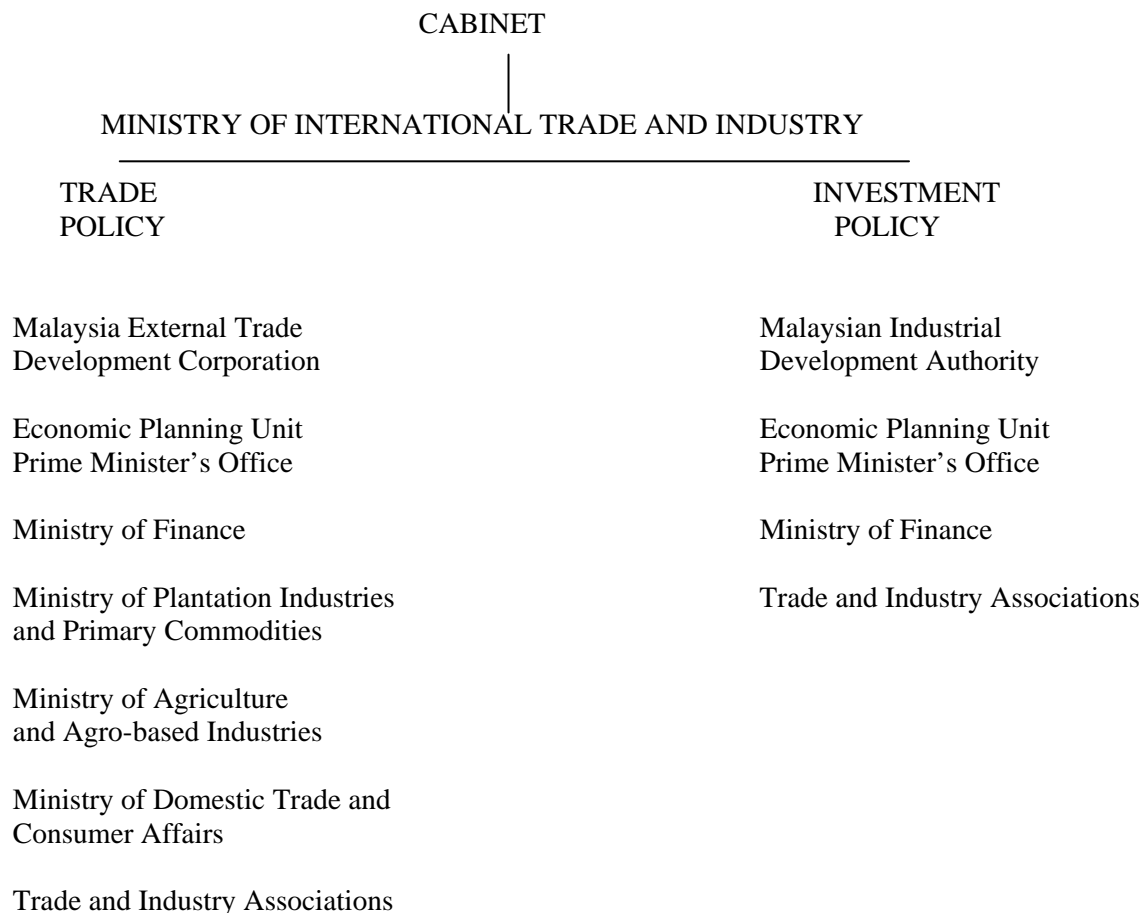 CABINET
MINISTRY OF INTERNATIONAL TRADE AND INDUSTRY
TRADE
POLICY
INVESTMENT
POLICY
Malaysia External Trade
Development Corporation
Economic Planning Unit
Prime Minister’s Office
Ministry of Finance
Ministry of Plantation Industries
and Primary Commodities
Ministry of Agriculture
and Agro-based Industries
Ministry of Domestic Trade and
Consumer Affairs
Trade and Industry Associations
Malaysian Industrial
Development Authority
Economic Planning Unit
Prime Minister’s Office
Ministry of Finance
Trade and Industry Associations